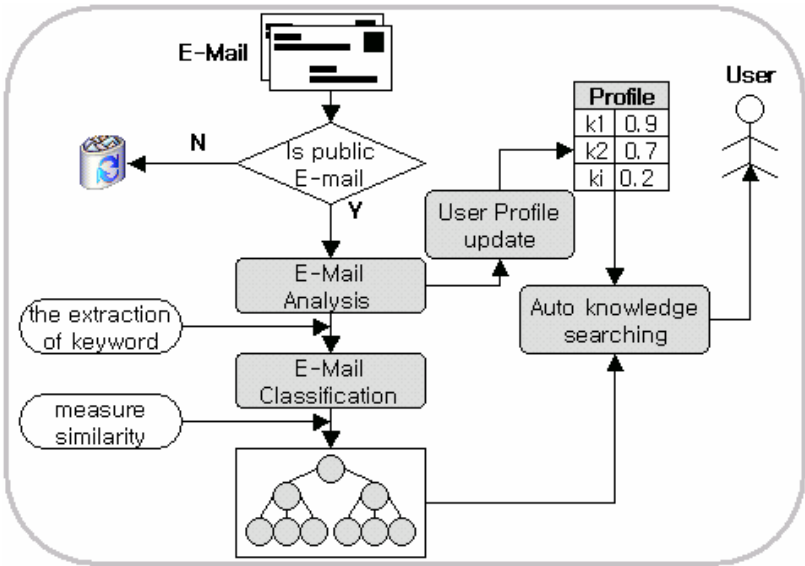 E-Mail
User
Profile
k1 0.9
k2 0.7
ki 0.2
N
Is public
E-mail
Y
User Profile
update
E-Mail
Analysis
the extraction
of keyword
Auto knowledge
searching
E-Mail
Classification
measure
similarity